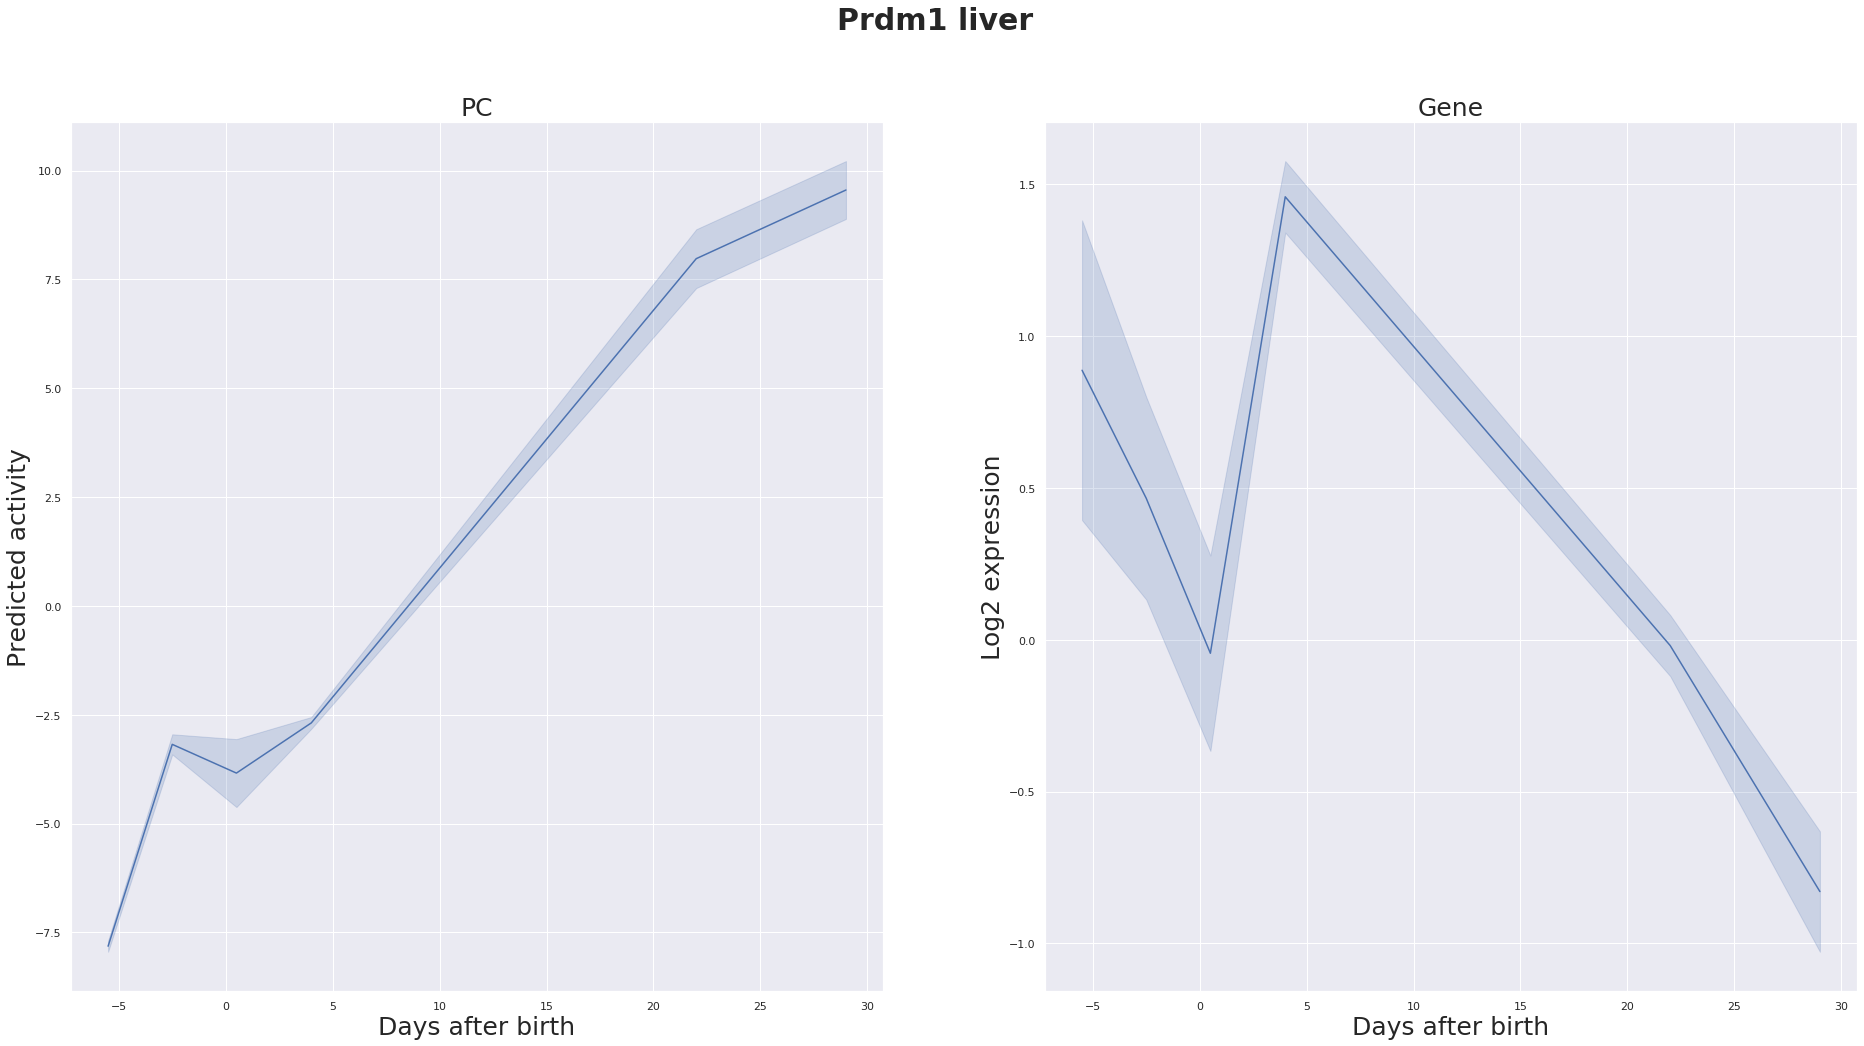 Prdm1 liver
PC
Predicted activity
10.0
7.5
5.0
2.5
0.0
−2.5
−5.0
−7.5
−5 0 5 10 15 20 25 30
Days after birth
Gene
Log2 expression
1.5
1.0
0.5
0.0
−0.5
−1.0
−5 0 5 10 15 20 25 30
Days after birth